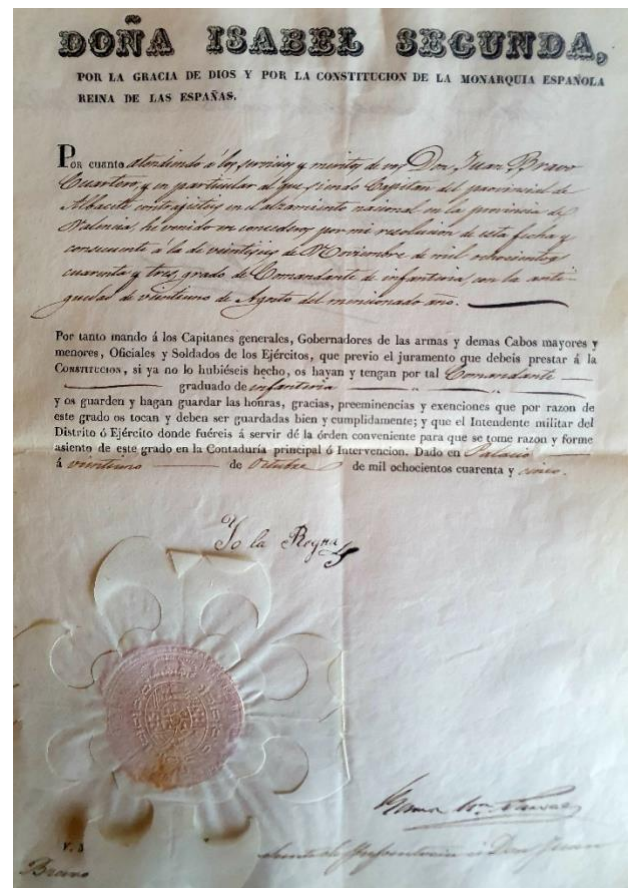 DOÑA ISABEL SEGUNDA,
POR LA GRACIA DE DIOS Y POR LA CONSTITUCION DE LA MONARQUIA ESPAÑOLA
REINA DE LAS ESPAÑAS.
Por cuanto atendiendo á los servicios y meritos de vos Don Juan Bravo
Cuartero, y en particular al que siendo Capitan del provincial de
Albacete contragisteis en el alzamiento nacional en la provincia de
Valencia, he venido en concederos por mi resolucion de esta fecha y
consecuente á la de veintiseis de Noviembre de mil ochocientos
cuarenta y tres, grado de Comandante de infanteria con la anti-
guedad de veintiuno de Agosto del mencionado año.
Por tanto mando á los Capitanes generales, Gobernadores de las armas y demas Cabos mayores y
menores, Oficiales y Soldados de los Ejércitos, que previo el juramento que debeis prestar á la
Constitucion, si ya no lo hubiéseis hecho, os hayan y tengan por tal Comandante
graduado de infanteria
y os guarden y hagan guardar las honras, gracias, preeminencias y exenciones que por razon de
este grado os tocan y deben ser guardadas bien y cumplidamente; y que el Intendente militar del
Distrito ó Ejército donde fuéreis á servir dé la órden conveniente para que se tome razon y forme
asiento de este grado en la Contaduría principal ó Intervencion. Dado en Palacio
á veintiuno de Octubre de mil ochocientos cuarenta y cinco.
Yo la Reyna
Narvaez
V. 3
de Infanteria á Don Juan
Bravo